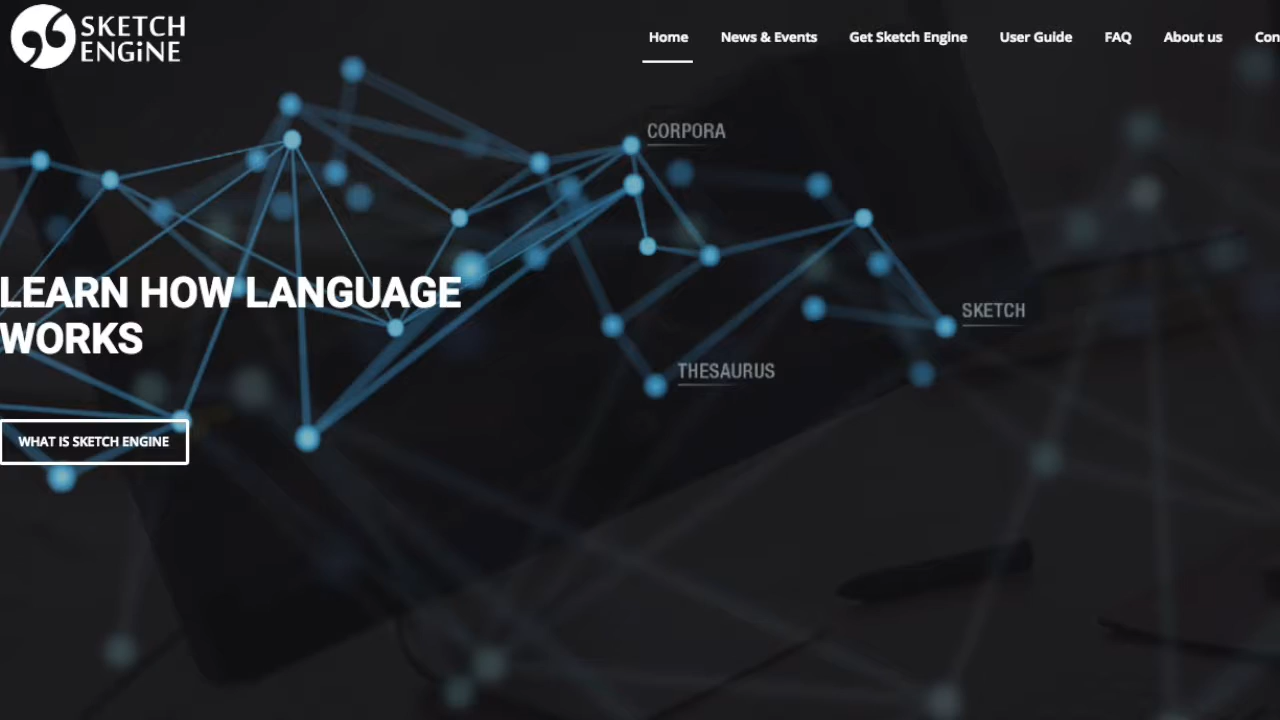 SKETCH
ENGINE
Home News & Events Get Sketch Engine User Guide FAQ About us Con
CORPORA
LEARN HOW LANGUAGE
WORKS
SKETCH
THESAURUS
WHAT IS SKETCH ENGINE